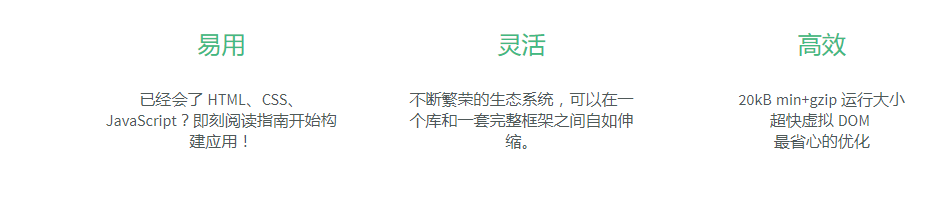 易用
已经会了 HTML、CSS、
JavaScript？即刻阅读指南开始构
建应用！
灵活
不断繁荣的生态系统，可以在一
个库和一套完整框架之间自如伸
缩。
高效
20kB min+gzip 运行大小
超快虚拟 DOM
最省心的优化